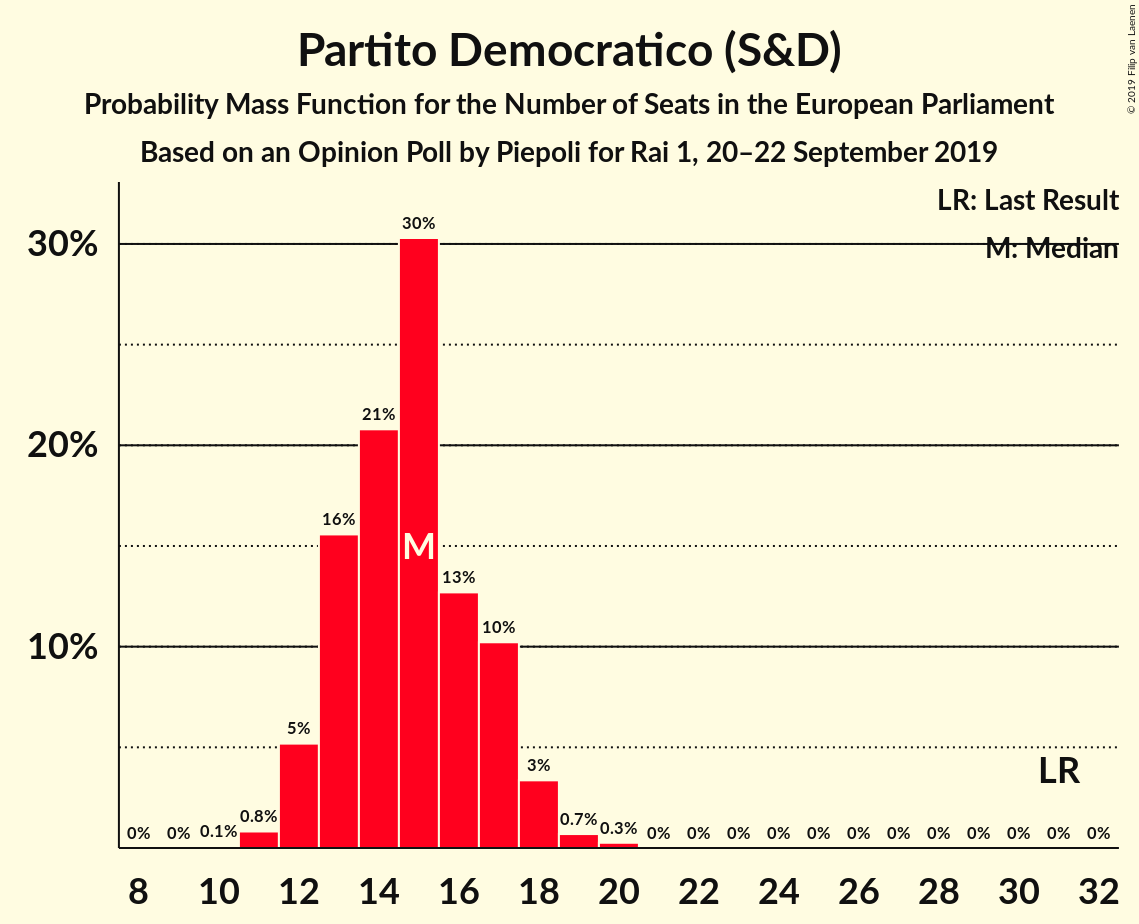 Partito Democratico (S&D)
Probability Mass Function for the Number of Seats in the European Parliament
Based on an Opinion Poll by Piepoli for Rai 1, 20–22 September 2019
© 2019 Filip van Laenen
LR: Last Result
M: Median
30%
20%
10%
0% 0% 0.1% 0.8% 5% 16% 21% 30% 13% 10% 3% 0.7% 0.3% 0% 0% 0% 0% 0% 0% 0% 0% 0% 0% 0% 0%
M
LR
8 10 12 14 16 18 20 22 24 26 28 30 32